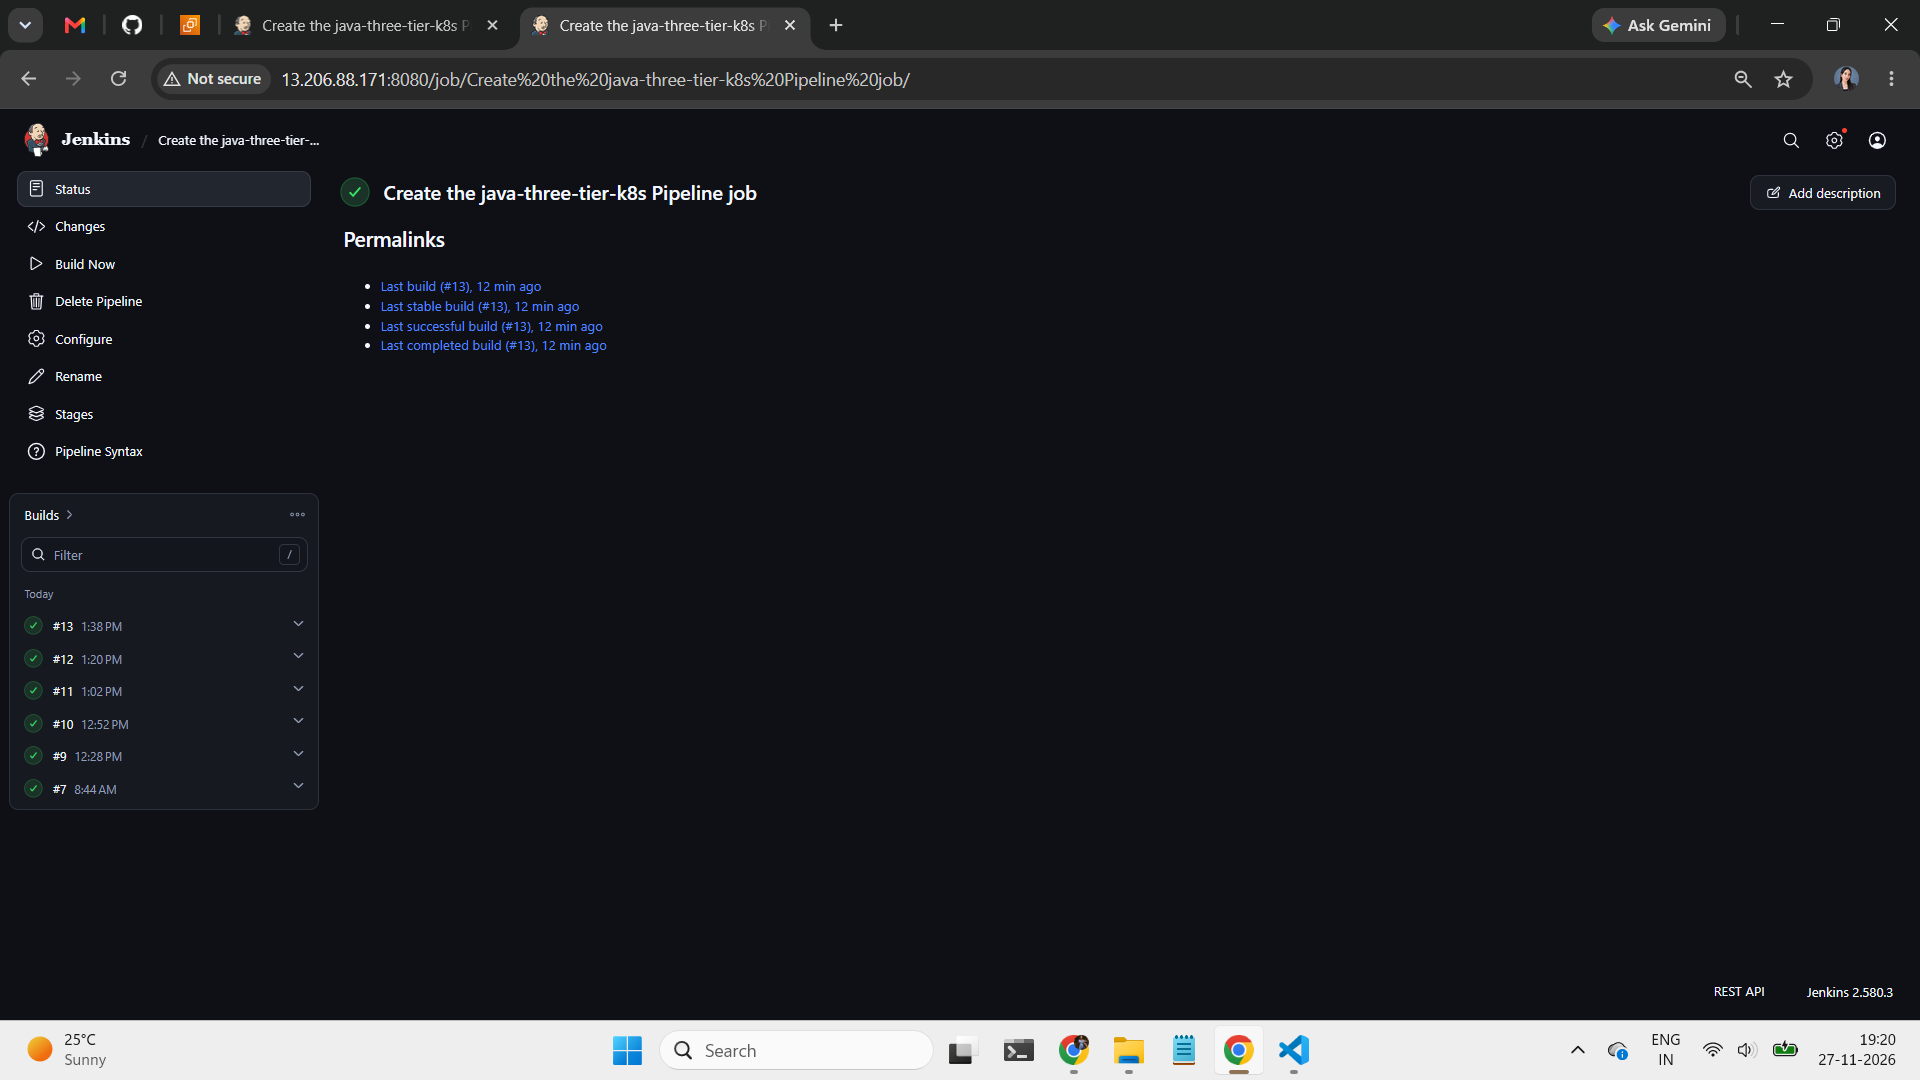 Create the java-three-tier-k8s P
Create the java-three-tier-k8s P
Ask Gemini
Not secure
13.206.88.171:8080/job/Create%20the%20java-three-tier-k8s%20Pipeline%20job/
Jenkins / Create the java-three-tier-...
Status
Changes
Build Now
Delete Pipeline
Configure
Rename
Stages
Pipeline Syntax
Create the java-three-tier-k8s Pipeline job
Add description
Permalinks
Last build (#13), 12 min ago
Last stable build (#13), 12 min ago
Last successful build (#13), 12 min ago
Last completed build (#13), 12 min ago
Builds
Filter /
Today
#13 1:38 PM
#12 1:20 PM
#11 1:02 PM
#10 12:52 PM
#9 12:28 PM
#7 8:44 AM
REST API
Jenkins 2.580.3
25°C
Sunny
Search
ENG
IN
19:20
27-11-2026